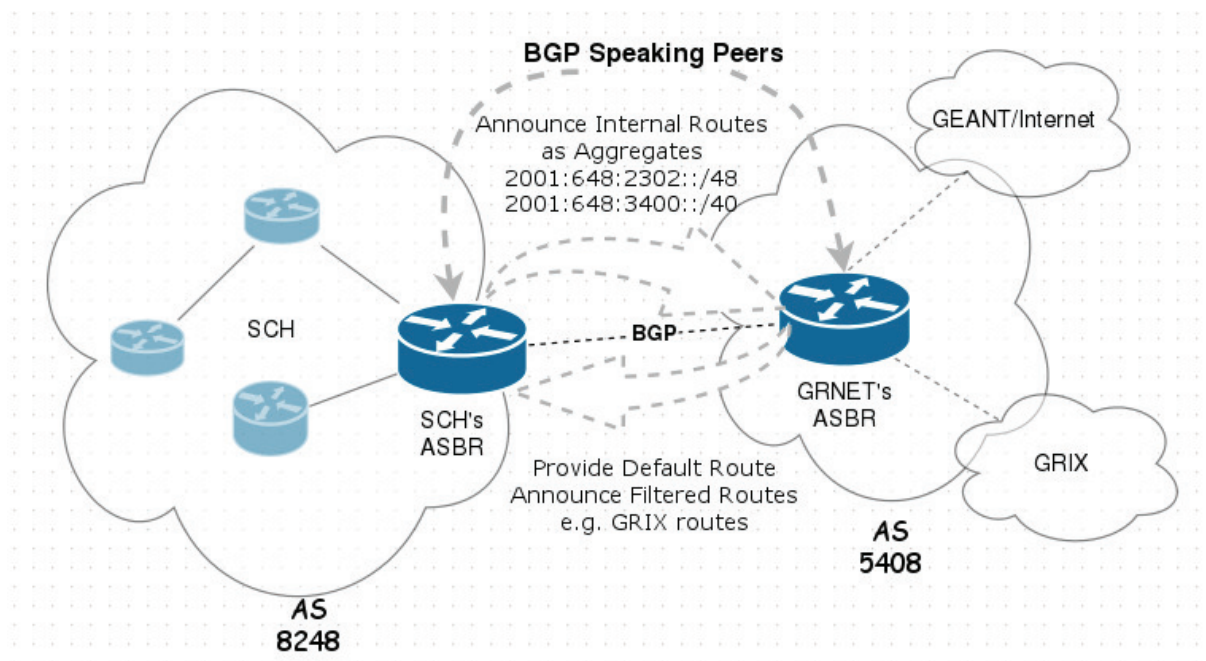 BGP Speaking Peers
Announce Internal Routes
as Aggregates
2001:648:2302::/48
2001:648:3400::/40
GEANT/Internet
SCH
BGP
SCH's
ASBR
GRNET's
ASBR
GRIX
Provide Default Route
Announce Filtered Routes
e.g. GRIX routes
AS
5408
AS
8248